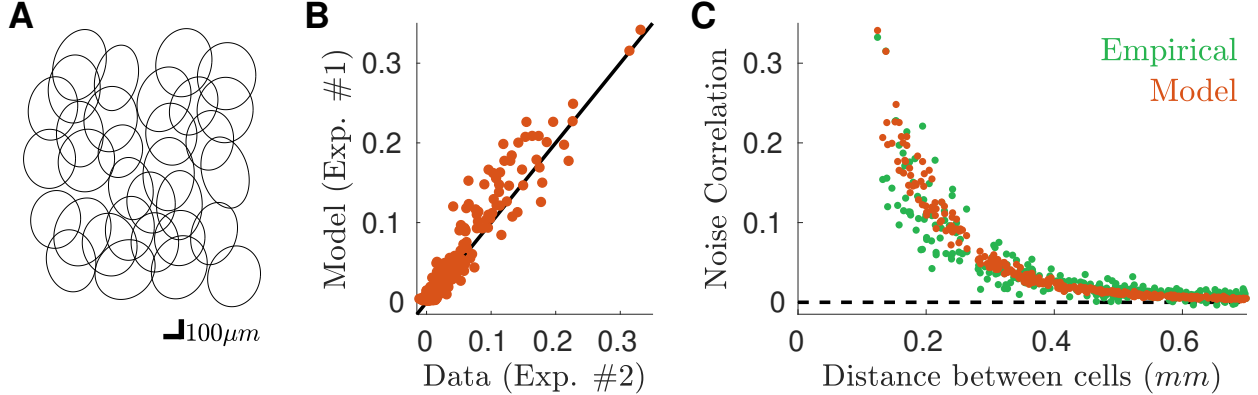 A
100μm
B
Model (Exp. #1)
0.3
0.2
0.1
0
0 0.1 0.2 0.3
Data (Exp. #2)
C
Noise Correlation
0.3
0.2
0.1
0
Empirical
Model
0 0.2 0.4 0.6
Distance between cells (mm)